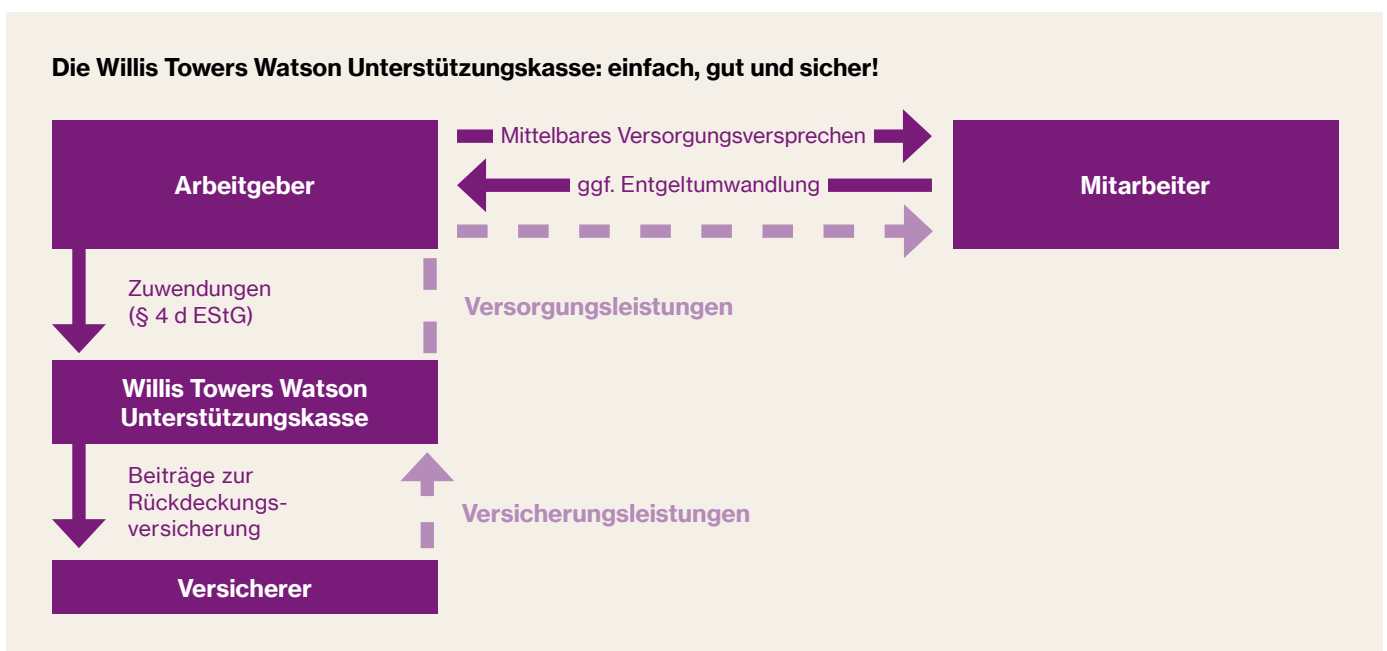 Die Willis Towers Watson Unterstützungskasse: einfach, gut und sicher!
Arbeitgeber
Mittelbares Versorgungsversprechen
ggf. Entgeltumwandlung
Mitarbeiter
Zuwendungen
(§ 4 d EStG)
Versorgungsleistungen
Willis Towers Watson
Unterstützungskasse
Beiträge zur
Rückdeckungs-
versicherung
Versicherungsleistungen
Versicherer